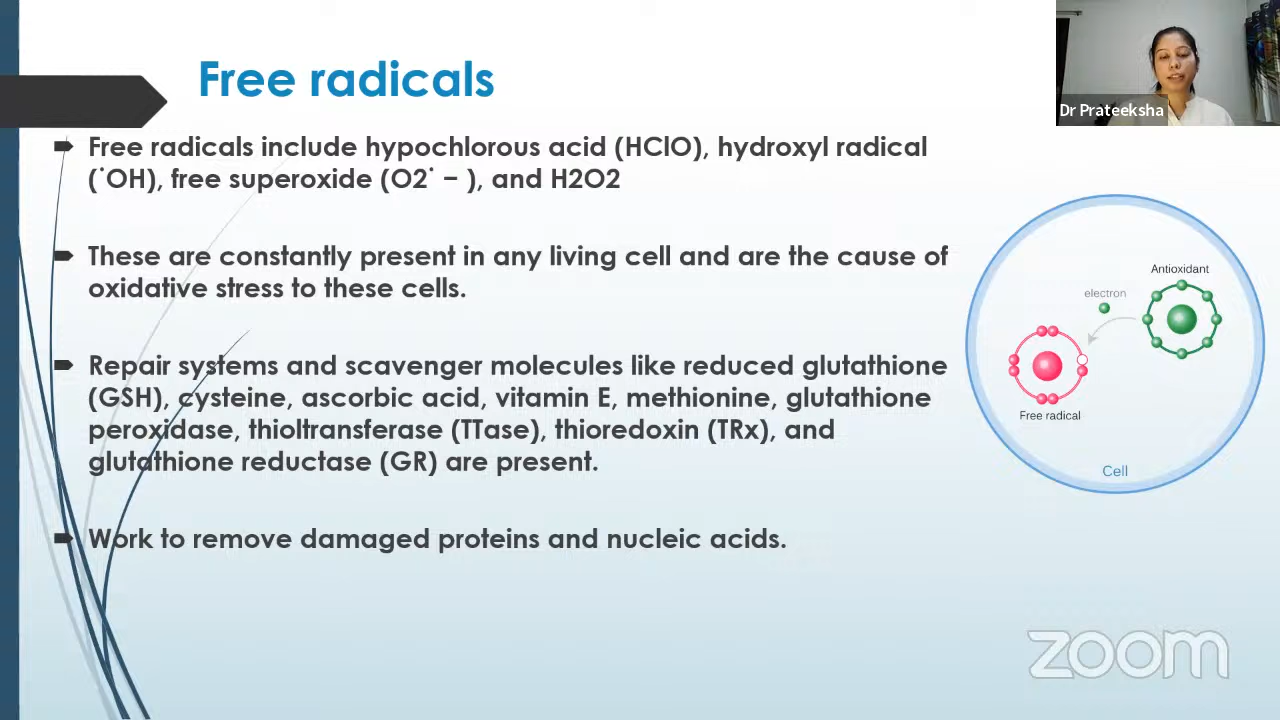 Free radicals
Dr Prateeksha
Free radicals include hypochlorous acid (HClO), hydroxyl radical
(˙OH), free superoxide (O2˙ − ), and H2O2
These are constantly present in any living cell and are the cause of
oxidative stress to these cells.
Repair systems and scavenger molecules like reduced glutathione
(GSH), cysteine, ascorbic acid, vitamin E, methionine, glutathione
peroxidase, thioltransferase (TTase), thioredoxin (TRx), and
glutathione reductase (GR) are present.
Work to remove damaged proteins and nucleic acids.
Antioxidant
electron
Free radical
Cell
zoom